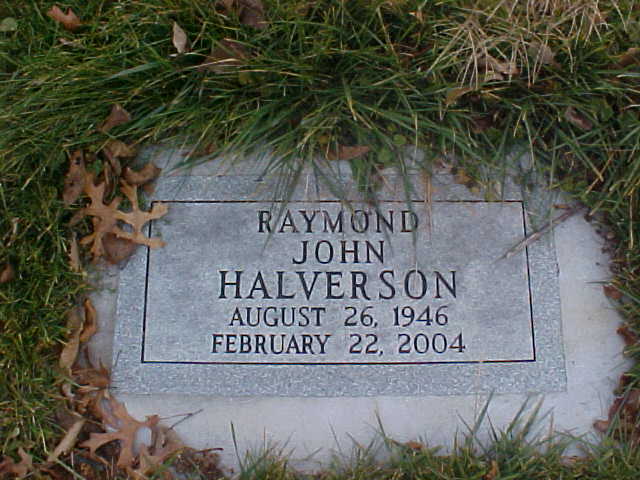 RAYMOND
JOHN
HALVERSON
AUGUST 26, 1946
FEBRUARY 22, 2004